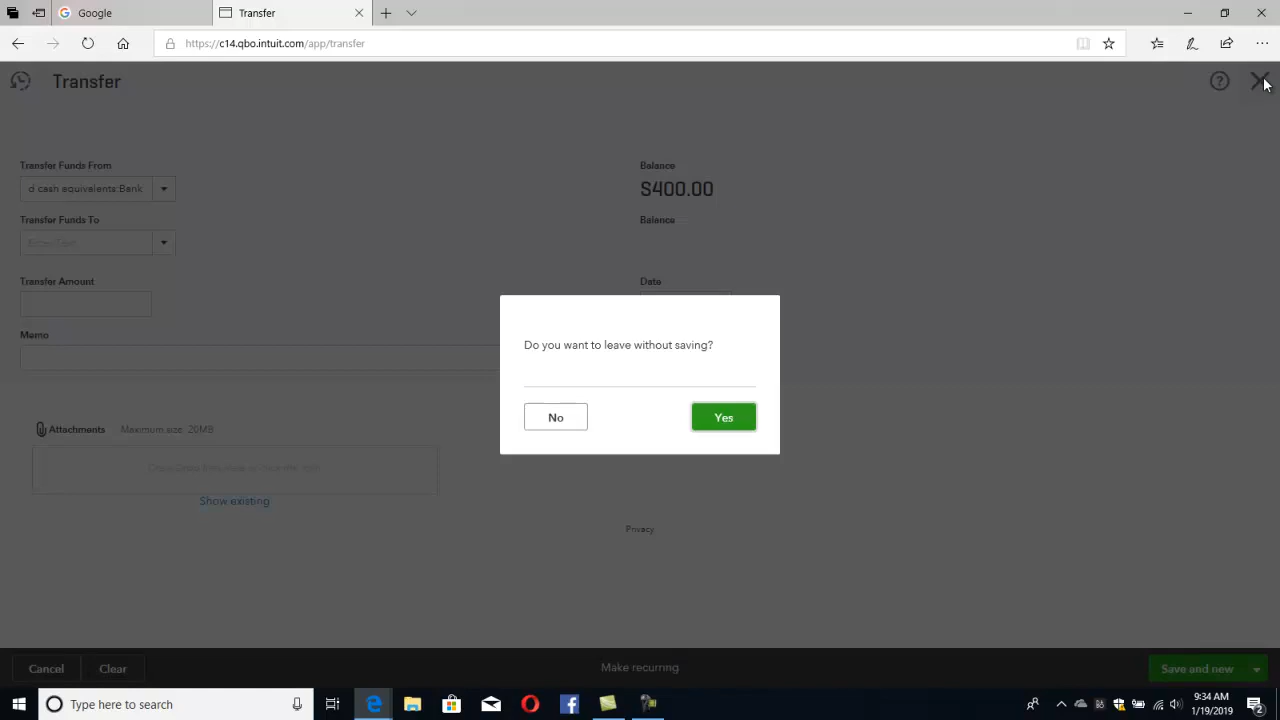 Google
Transfer
https://c14.qbo.intuit.com/app/transfer
Transfer
Transfer Funds From
Balance
d cash equivalents:Bank
$400.00
Transfer Funds To
Balance
Transfer Amount
Date
Memo
Do you want to leave without saving?
No
Yes
Attachments
Maximum size: 20MB
Show existing
Privacy
Cancel
Clear
Make recurring
Save and new
Type here to search
9:34 AM
1/19/2019
2